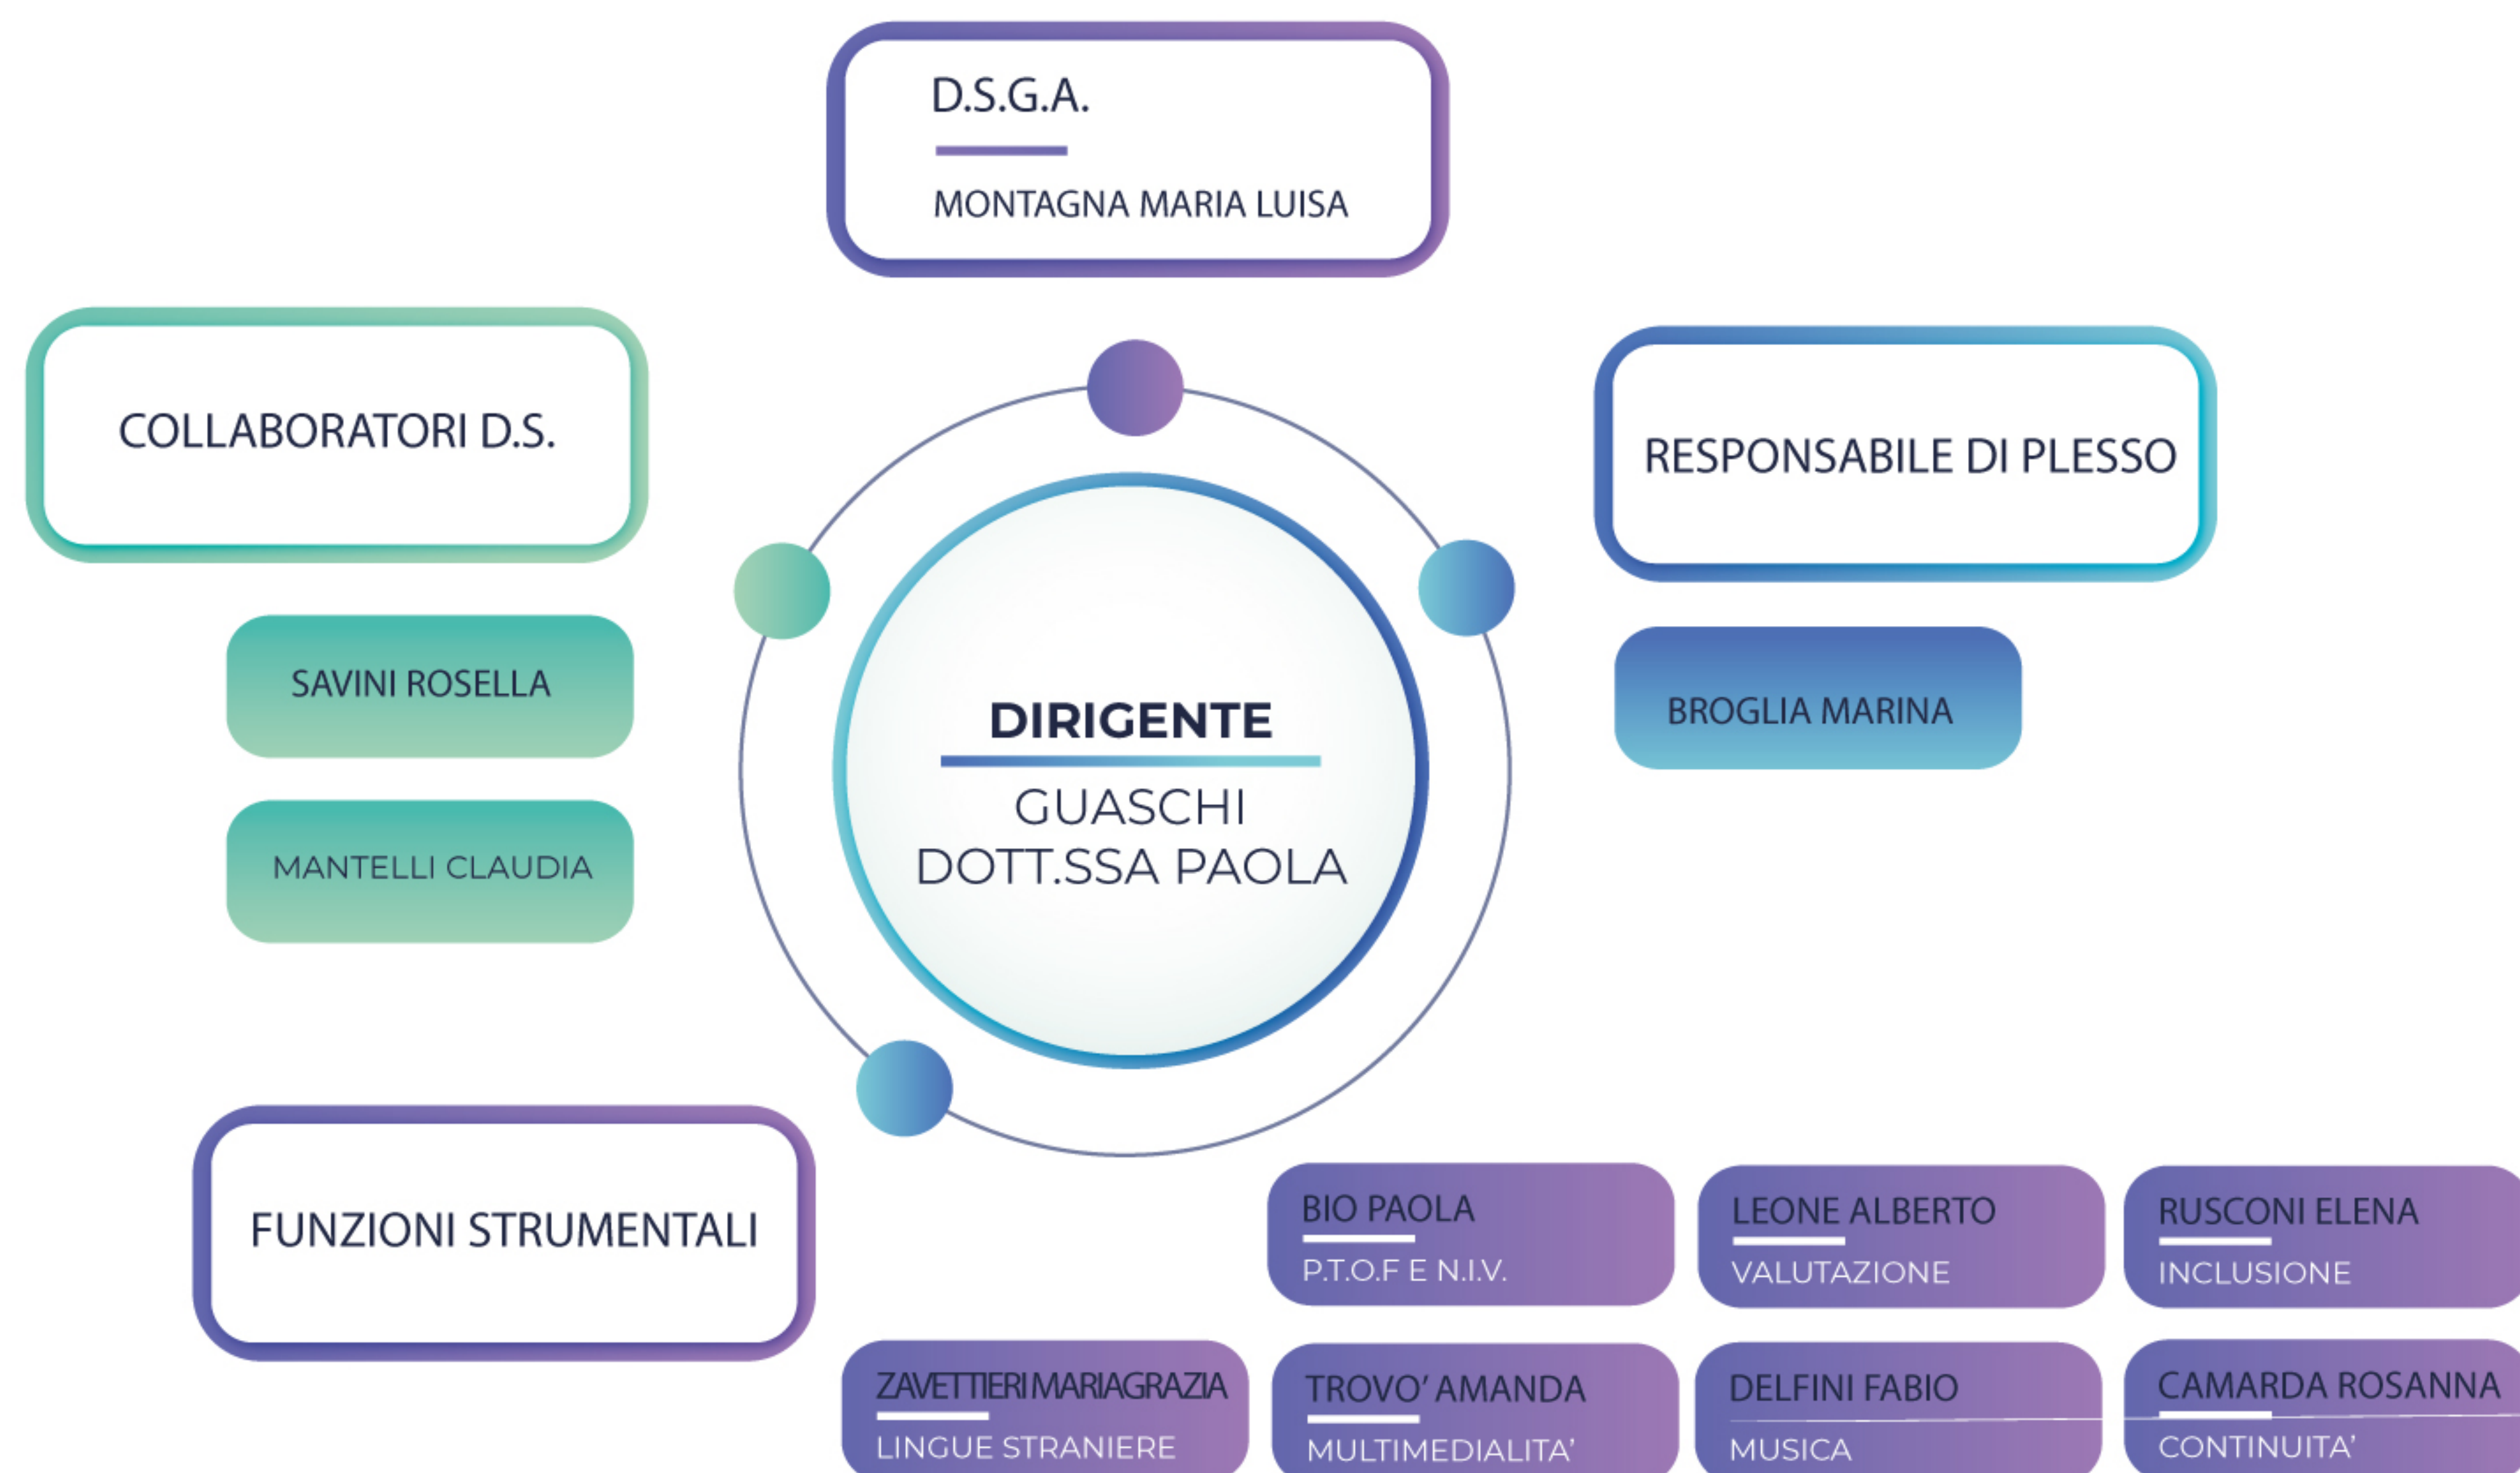 D.S.G.A.
MONTAGNA MARIA LUISA
COLLABORATORI D.S.
SAVINI ROSELLA
MANTELLI CLAUDIA
RESPONSABILE DI PLESSO
BROGLIA MARINA
DIRIGENTE
GUASCHI
DOTT.SSA PAOLA
FUNZIONI STRUMENTALI
BIO PAOLA
P.T.O.F E N.I.V.
LEONE ALBERTO
VALUTAZIONE
RUSCONI ELENA
INCLUSIONE
ZAVETTIERI MARIAGRAZIA
LINGUE STRANIERE
TROVO' AMANDA
MULTIMEDIALITA'
DELFINI FABIO
MUSICA
CAMARDA ROSANNA
CONTINUITA'